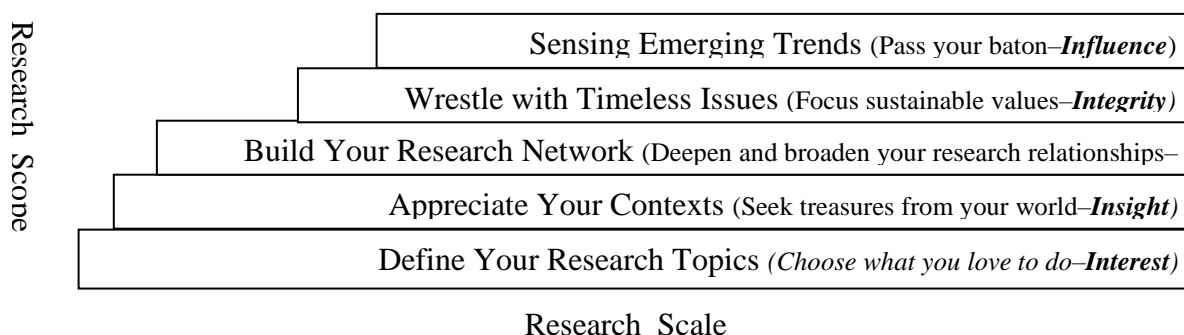 Research Scope
Sensing Emerging Trends (Pass your baton–Influence)
Wrestle with Timeless Issues (Focus sustainable values–Integrity)
Build Your Research Network (Deepen and broaden your research relationships–
Appreciate Your Contexts (Seek treasures from your world–Insight)
Define Your Research Topics (Choose what you love to do–Interest)
Research Scale